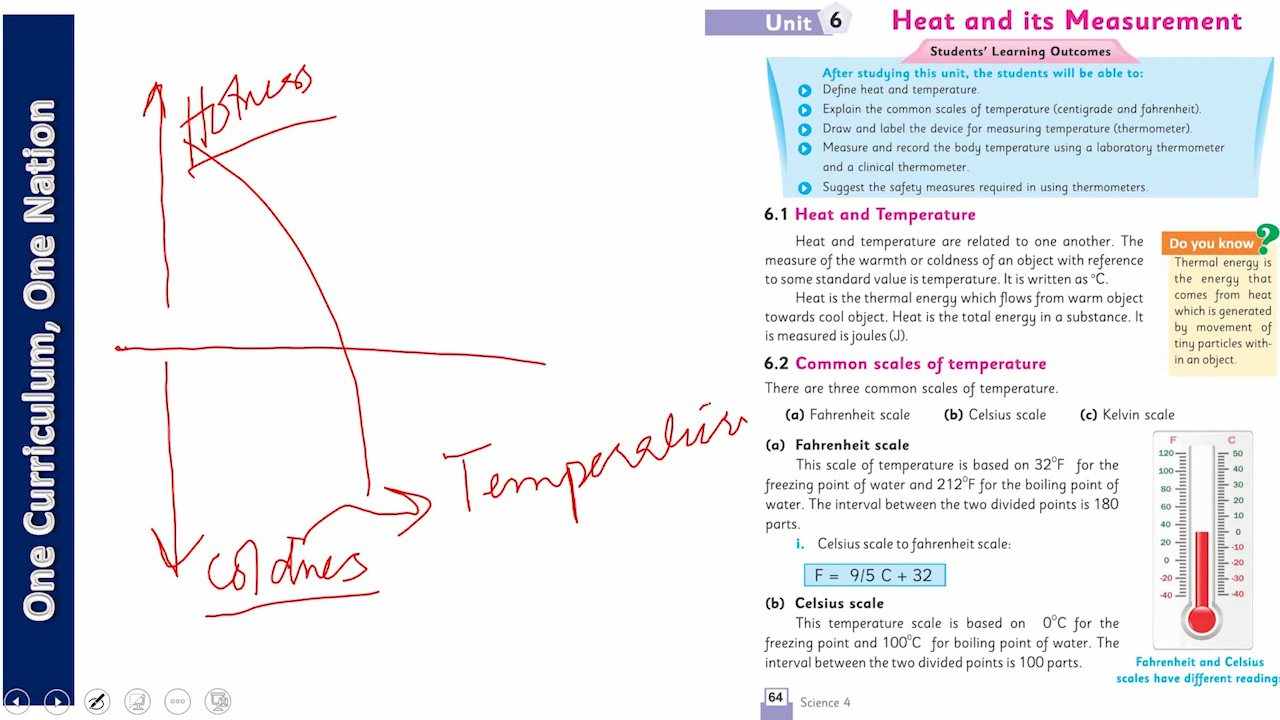 One Curriculum, One Nation
Hotness
Temperature
Coldness
Unit 6
Heat and its Measurement
Students' Learning Outcomes
After studying this unit, the students will be able to:
Define heat and temperature.
Explain the common scales of temperature (centigrade and fahrenheit).
Draw and label the device for measuring temperature (thermometer).
Measure and record the body temperature using a laboratory thermometer
and a clinical thermometer.
Suggest the safety measures required in using thermometers.
6.1 Heat and Temperature
Heat and temperature are related to one another. The
measure of the warmth or coldness of an object with reference
to some standard value is temperature. It is written as °C.
Heat is the thermal energy which flows from warm object
towards cool object. Heat is the total energy in a substance. It
is measured is joules (J).
Do you know ?
Thermal energy is
the energy that
comes from heat
which is generated
by movement of
tiny particles with-
in an object.
6.2 Common scales of temperature
There are three common scales of temperature.
(a) Fahrenheit scale (b) Celsius scale (c) Kelvin scale
(a) Fahrenheit scale
This scale of temperature is based on 32°F for the
freezing point of water and 212°F for the boiling point of
water. The interval between the two divided points is 180
parts.
i. Celsius scale to fahrenheit scale:
F = 9/5 C + 32
(b) Celsius scale
This temperature scale is based on 0°C for the
freezing point and 100°C for boiling point of water. The
interval between the two divided points is 100 parts.
F C
120 50
100 40
80 30
60 20
40 10
20 0
0 -10
-20 -20
-40 -30
-40
Fahrenheit and Celsius
scales have different reading
64 Science 4